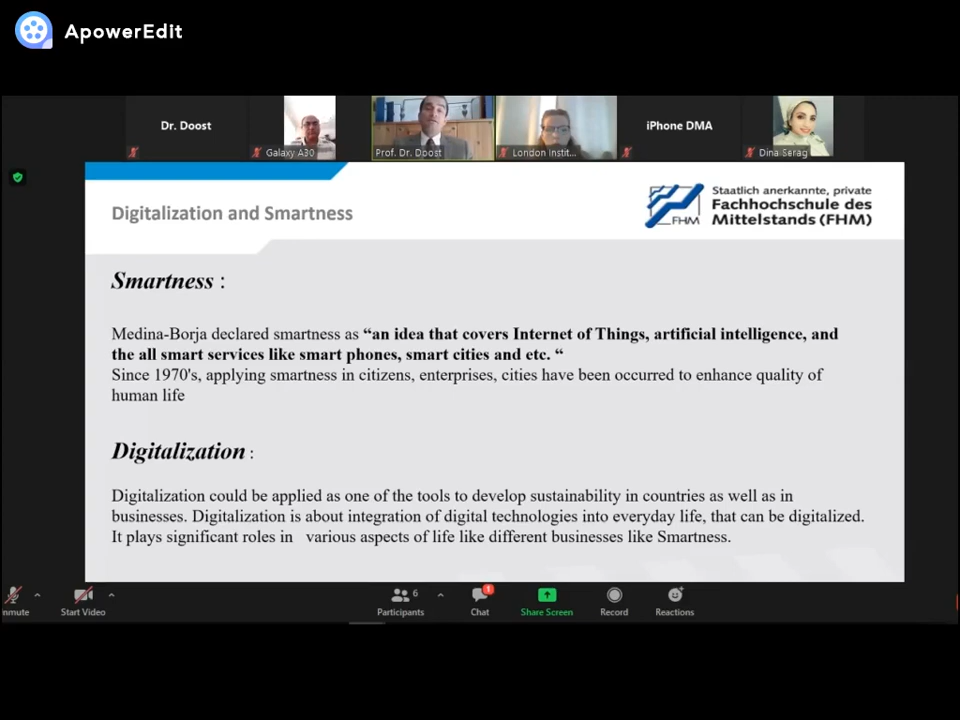 ApowerEdit
Dr. Doost
Galaxy A30
Prof. Dr. Doost
London Instit...
iPhone DMA
Dina Serag
Digitalization and Smartness
FHM
Staatlich anerkannte, private
Fachhochschule des
Mittelstands (FHM)
Smartness :
Medina-Borja declared smartness as “an idea that covers Internet of Things, artificial intelligence, and
the all smart services like smart phones, smart cities and etc. “
Since 1970's, applying smartness in citizens, enterprises, cities have been occurred to enhance quality of
human life
Digitalization :
Digitalization could be applied as one of the tools to develop sustainability in countries as well as in
businesses. Digitalization is about integration of digital technologies into everyday life, that can be digitalized.
It plays significant roles in   various aspects of life like different businesses like Smartness.
nmute
Start Video
6
Participants
1
Chat
Share Screen
Record
Reactions